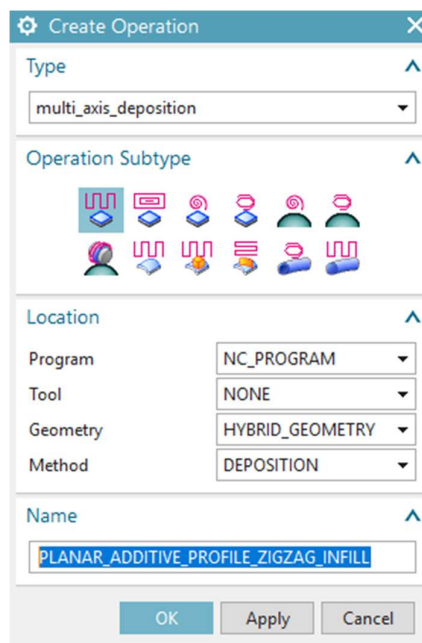 Create Operation
Type
multi_axis_deposition
Operation Subtype
Location
Program NC_PROGRAM
Tool NONE
Geometry HYBRID_GEOMETRY
Method DEPOSITION
Name
PLANAR_ADDITIVE_PROFILE_ZIGZAG_INFILL
OK Apply Cancel